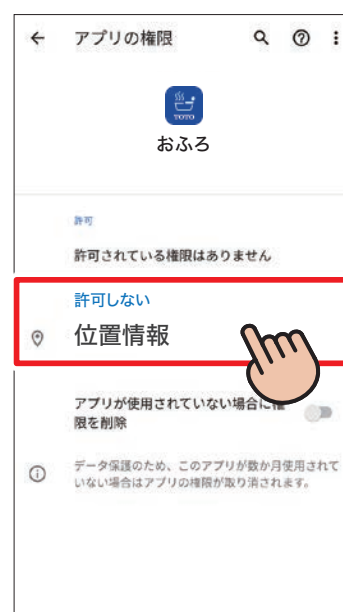 アプリの権限
TOTO
おふろ
許可
許可されている権限はありません
許可しない
位置情報
アプリが使用されていない場合に権
限を削除
データ保護のため、このアプリが数か月使用されて
いない場合はアプリの権限が取り消されます。